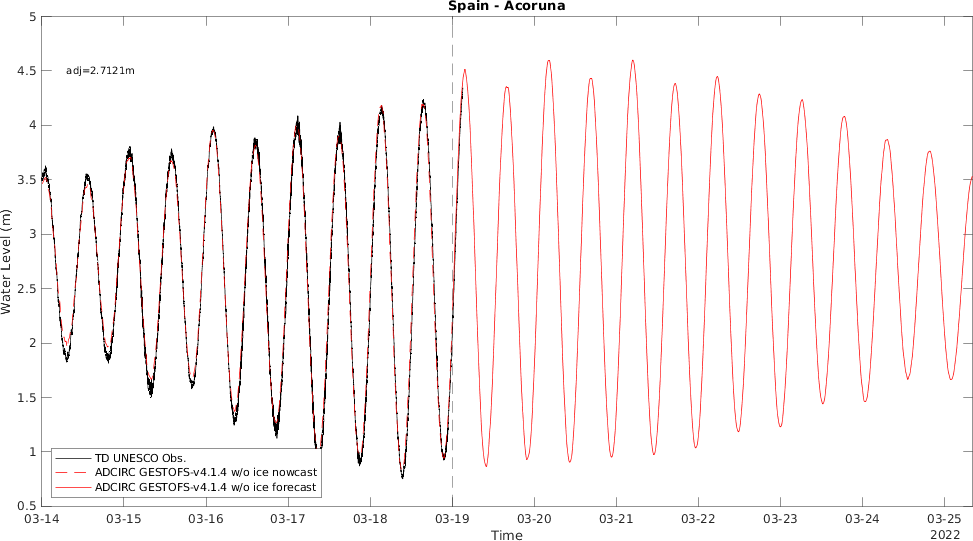 Spain - Acoruna
5
4.5
4
3.5
3
2.5
2
1.5
1
0.5
Water Level (m)
adj=2.7121m
TD UNESCO Obs.
ADCIRC GESTOFS-v4.1.4 w/o ice nowcast
ADCIRC GESTOFS-v4.1.4 w/o ice forecast
03-14 03-15 03-16 03-17 03-18 03-19 03-20 03-21 03-22 03-23 03-24 03-25
2022
Time